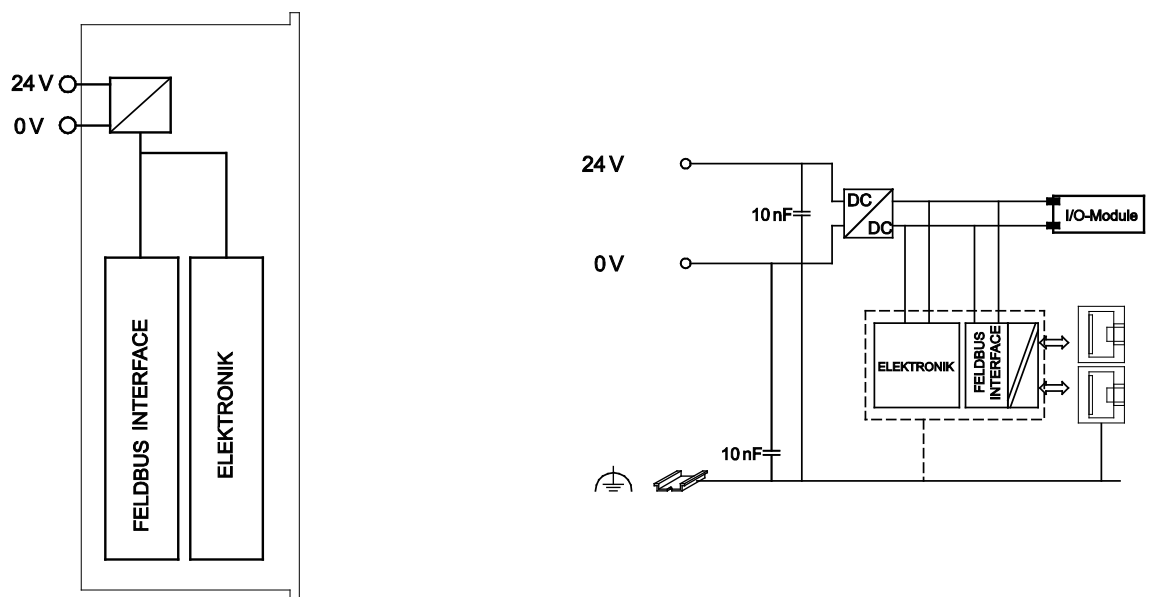 24 V
0 V
FELDBUS INTERFACE
ELEKTRONIK
24 V
0 V
10 nF
DC
DC
I/O-Module
ELEKTRONIK
FELDBUS
INTERFACE
10 nF